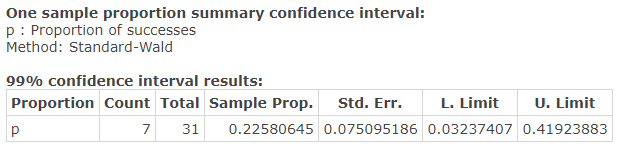 One sample proportion summary confidence interval:
p : Proportion of successes
Method: Standard-Wald
99% confidence interval results:
Proportion Count Total Sample Prop. Std. Err. L. Limit U. Limit
p 7 31 0.22580645 0.075095186 0.03237407 0.41923883